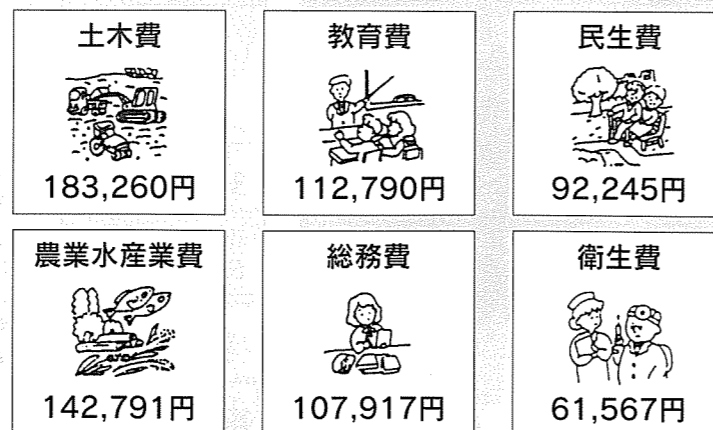 土木費
183,260円
教育費
112,790円
民生費
92,245円
農業水産業費
142,791円
総務費
107,917円
衛生費
61,567円